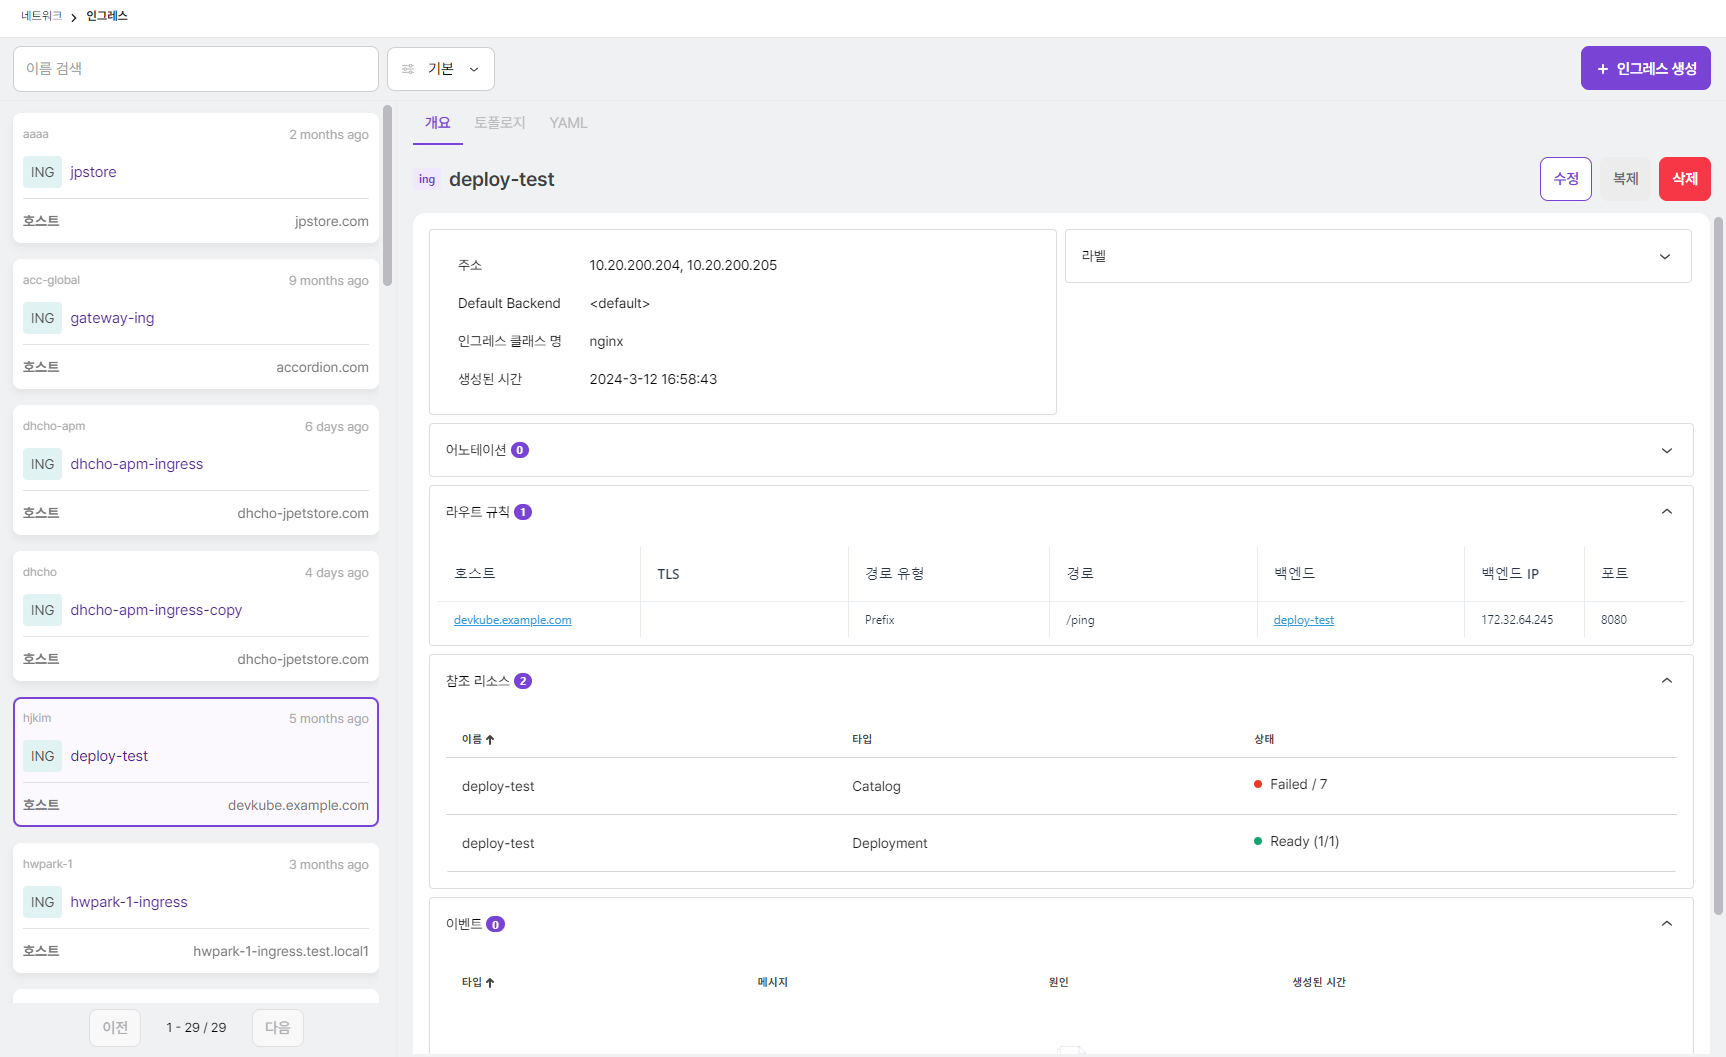 네트워크 > 인그레스
이름 검색
기본
+ 인그레스 생성
aaaa 2 months ago
ING jpstore
호스트 jpstore.com
acc-global 9 months ago
ING gateway-ing
호스트 accordion.com
dhcho-apm 6 days ago
ING dhcho-apm-ingress
호스트 dhcho-jpetstore.com
dhcho 4 days ago
ING dhcho-apm-ingress-copy
호스트 dhcho-jpetstore.com
hjkim 5 months ago
ING deploy-test
호스트 devkube.example.com
hwpark-1 3 months ago
ING hwpark-1-ingress
호스트 hwpark-1-ingress.test.local1
이전 1 - 29 / 29 다음
개요 토폴로지 YAML
ing deploy-test
수정 복제 삭제
주소 10.20.200.204, 10.20.200.205
Default Backend <default>
인그레스 클래스 명 nginx
생성된 시간 2024-3-12 16:58:43
라벨
어노테이션 0
라우트 규칙 1
호스트 TLS 경로 유형 경로 백엔드 백엔드 IP 포트
devkube.example.com Prefix /ping deploy-test 172.32.64.245 8080
참조 리소스 2
이름 ↑ 타입 상태
deploy-test Catalog Failed / 7
deploy-test Deployment Ready (1/1)
이벤트 0
타입 ↑ 메시지 원인 생성된 시간